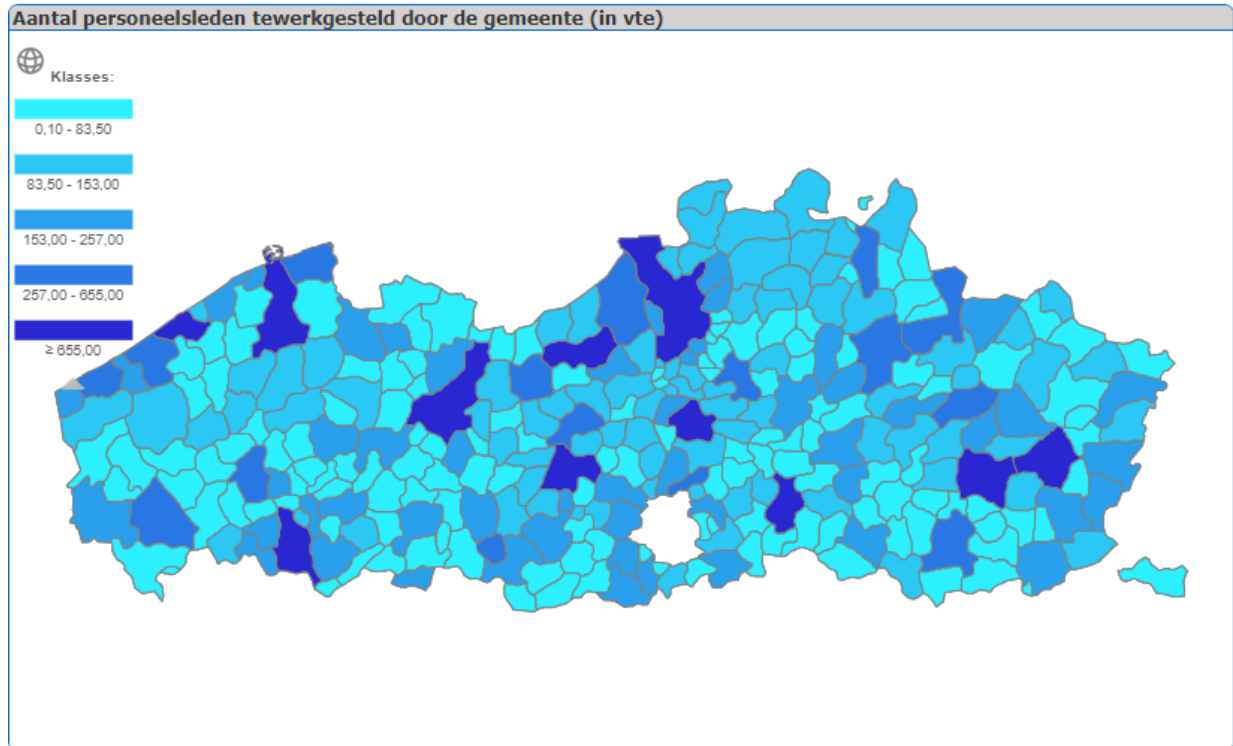 Aantal personeelsleden tewerkgesteld door de gemeente (in vte)
Klasses:
0,10 - 83,50
83,50 - 153,00
153,00 - 257,00
257,00 - 655,00
≥ 655,00